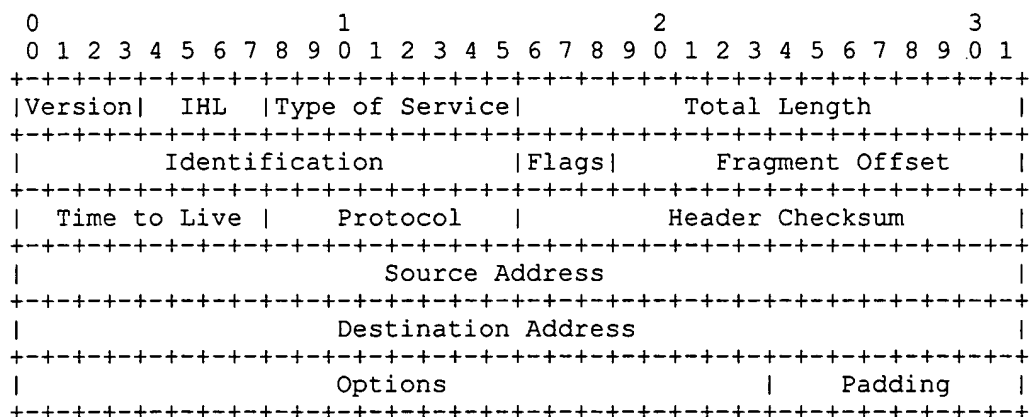 0                   1                   2                   3
0 1 2 3 4 5 6 7 8 9 0 1 2 3 4 5 6 7 8 9 0 1 2 3 4 5 6 7 8 9 0 1
+-+-+-+-+-+-+-+-+-+-+-+-+-+-+-+-+-+-+-+-+-+-+-+-+-+-+-+-+-+-+-+-+
|Version|  IHL  |Type of Service|          Total Length         |
+-+-+-+-+-+-+-+-+-+-+-+-+-+-+-+-+-+-+-+-+-+-+-+-+-+-+-+-+-+-+-+-+
|         Identification        |Flags|      Fragment Offset    |
+-+-+-+-+-+-+-+-+-+-+-+-+-+-+-+-+-+-+-+-+-+-+-+-+-+-+-+-+-+-+-+-+
|  Time to Live |    Protocol   |         Header Checksum       |
+-+-+-+-+-+-+-+-+-+-+-+-+-+-+-+-+-+-+-+-+-+-+-+-+-+-+-+-+-+-+-+-+
|                       Source Address                          |
+-+-+-+-+-+-+-+-+-+-+-+-+-+-+-+-+-+-+-+-+-+-+-+-+-+-+-+-+-+-+-+-+
|                    Destination Address                        |
+-+-+-+-+-+-+-+-+-+-+-+-+-+-+-+-+-+-+-+-+-+-+-+-+-+-+-+-+-+-+-+-+
|                    Options                    |    Padding    |
+-+-+-+-+-+-+-+-+-+-+-+-+-+-+-+-+-+-+-+-+-+-+-+-+-+-+-+-+-+-+-+-+